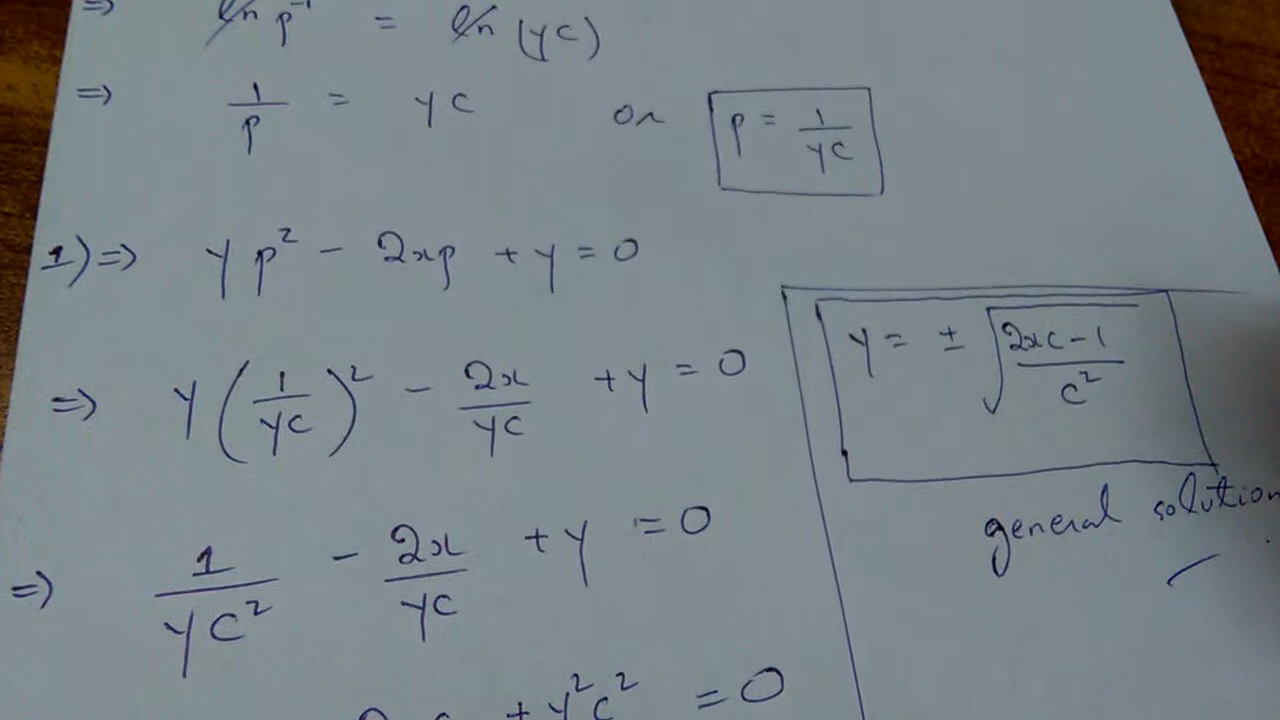 ⇒ ln p⁻¹ = ln (yc)
⇒ 1/p = yc or p = 1/yc
1) ⇒ yp² - 2xp + y = 0
⇒ y(1/yc)² - 2x/yc + y = 0
⇒ 1/yc² - 2x/yc + y = 0
+ y²c² = 0
y = ± √((2xc - 1)/c²)
general solution